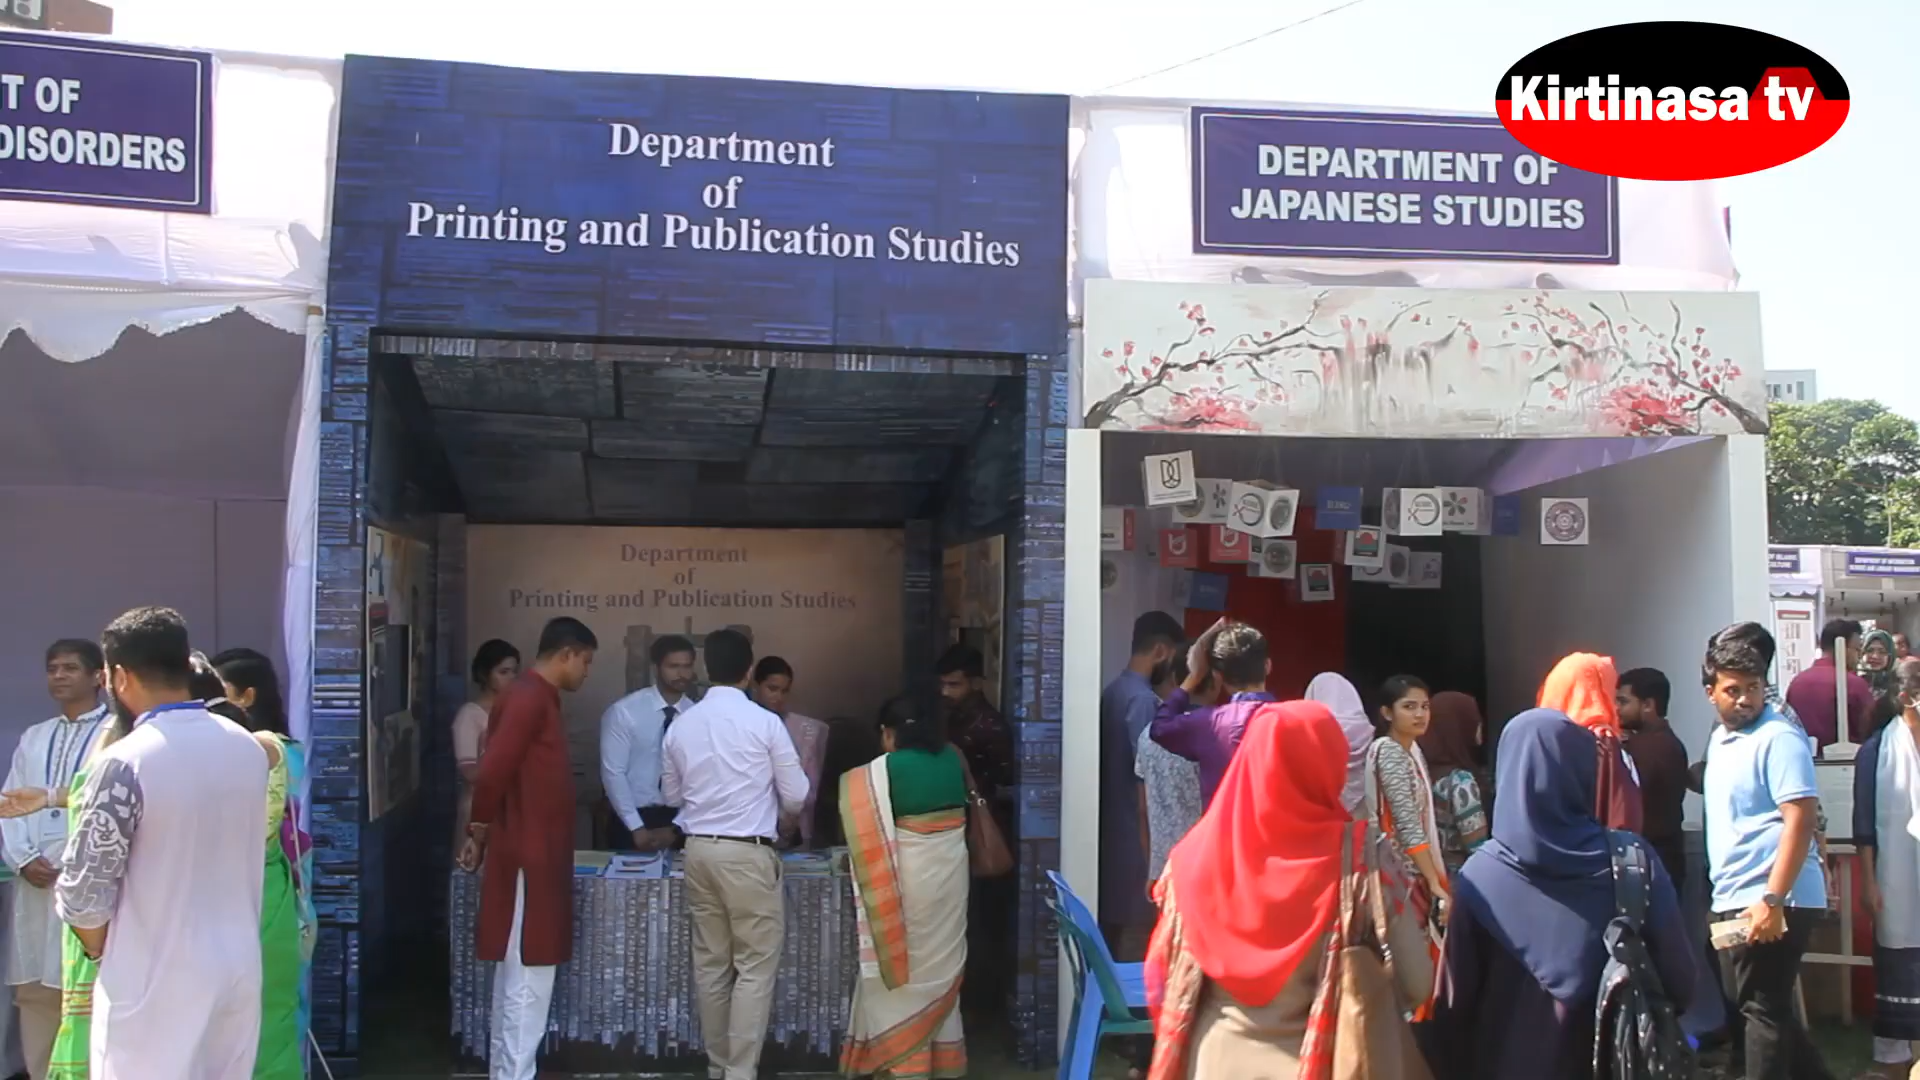 T OF
DISORDERS
Department
of
Printing and Publication Studies
DEPARTMENT OF
JAPANESE STUDIES
Kirtinasa tv
Department
of
Printing and Publication Studies